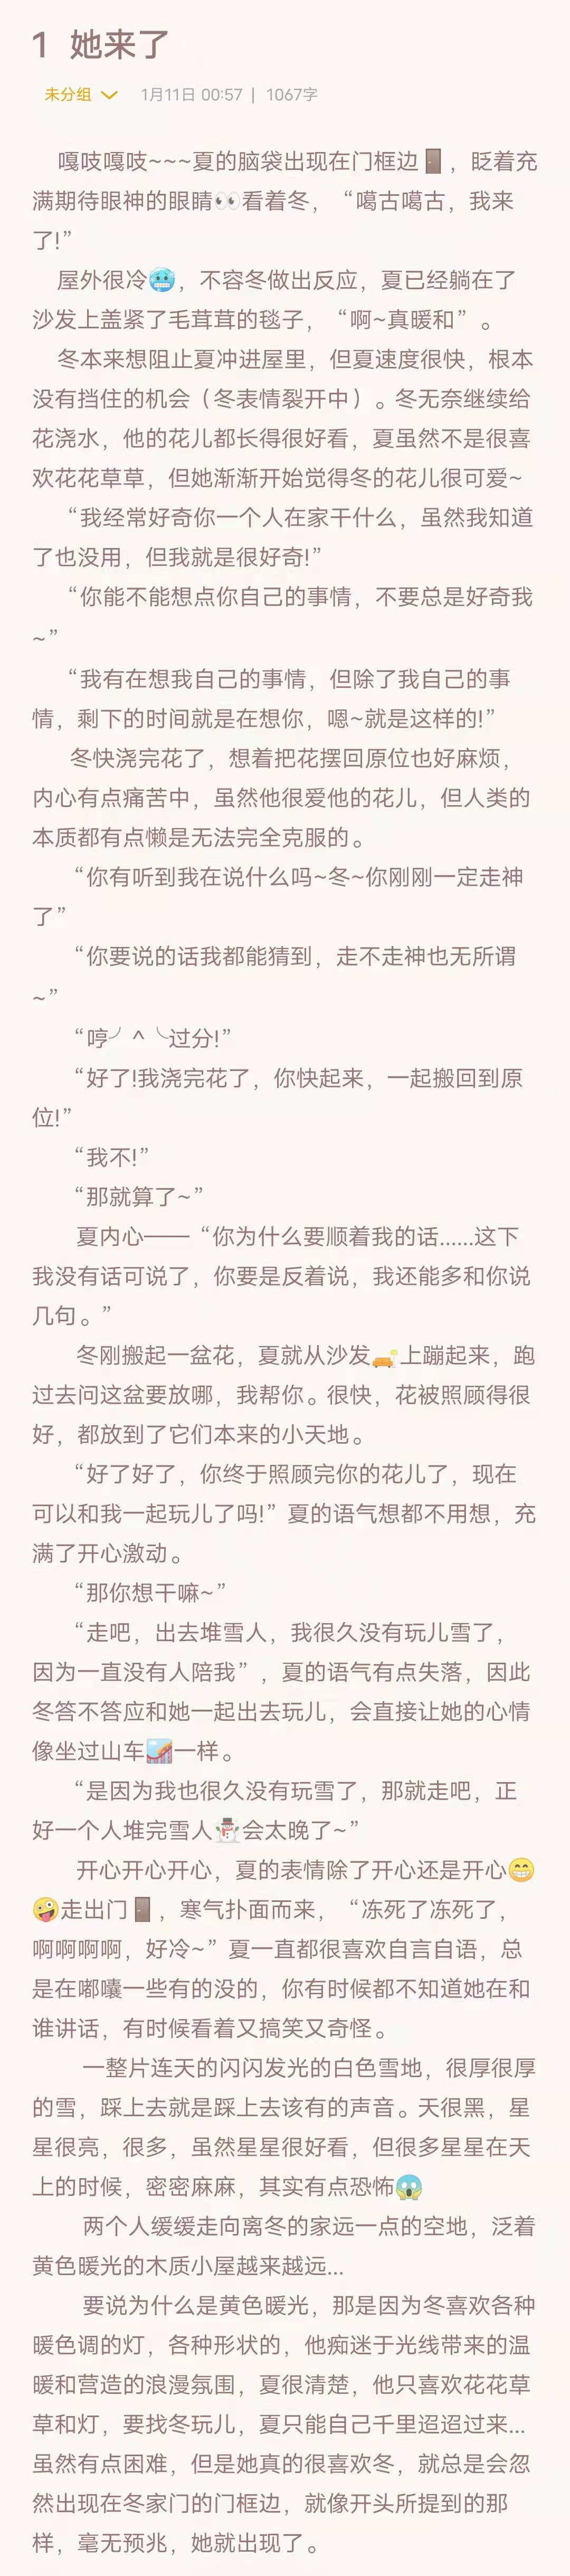 1 她来了
未分组 1月11日 00:57 | 1067字
嘎吱嘎吱~~~夏的脑袋出现在门框边🚪，眨着充
满期待眼神的眼睛👀看着冬，“噶古噶古，我来
了!”
屋外很冷🥶，不容冬做出反应，夏已经躺在了
沙发上盖紧了毛茸茸的毯子，“啊~真暖和”。
冬本来想阻止夏冲进屋里，但夏速度很快，根本
没有挡住的机会（冬表情裂开中）。冬无奈继续给
花浇水，他的花儿都长得很好看，夏虽然不是很喜
欢花花草草，但她渐渐开始觉得冬的花儿很可爱~
“我经常好奇你一个人在家干什么，虽然我知道
了也没用，但我就是很好奇!”
“你能不能想点你自己的事情，不要总是好奇我
~”
“我有在想我自己的事情，但除了我自己的事
情，剩下的时间就是在想你，嗯~就是这样的!”
冬快浇完花了，想着把花摆回原位也好麻烦，
内心有点痛苦中，虽然他很爱他的花儿，但人类的
本质都有点懒是无法完全克服的。
“你有听到我在说什么吗~冬~你刚刚一定走神
了”
“你要说的话我都能猜到，走不走神也无所谓
~”
“哼╯^╰过分!”
“好了!我浇完花了，你快起来，一起搬回到原
位!”
“我不!”
“那就算了~”
夏内心——“你为什么要顺着我的话......这下
我没有话可说了，你要是反着说，我还能多和你说
几句。”
冬刚搬起一盆花，夏就从沙发🛋️上蹦起来，跑
过去问这盆要放哪，我帮你。很快，花被照顾得很
好，都放到了它们本来的小天地。
“好了好了，你终于照顾完你的花儿了，现在
可以和我一起玩儿了吗!”夏的语气想都不用想，充
满了开心激动。
“那你想干嘛~”
“走吧，出去堆雪人，我很久没有玩儿雪了，
因为一直没有人陪我”，夏的语气有点失落，因此
冬答不答应和她一起出去玩儿，会直接让她的心情
像坐过山车🎢一样。
“是因为我也很久没有玩雪了，那就走吧，正
好一个人堆完雪人☃️会太晚了~”
开心开心开心，夏的表情除了开心还是开心😁
🤪走出门🚪，寒气扑面而来，“冻死了冻死了，
啊啊啊啊，好冷~”夏一直都很喜欢自言自语，总
是在嘟囔一些有的没的，你有时候都不知道她在和
谁讲话，有时候看着又搞笑又奇怪。
一整片连天的闪闪发光的白色雪地，很厚很厚
的雪，踩上去就是踩上去该有的声音。天很黑，星
星很亮，很多，虽然星星很好看，但很多星星在天
上的时候，密密麻麻，其实有点恐怖😱
两个人缓缓走向离冬的家远一点的空地，泛着
黄色暖光的木质小屋越来越远...
要说为什么是黄色暖光，那是因为冬喜欢各种
暖色调的灯，各种形状的，他痴迷于光线带来的温
暖和营造的浪漫氛围，夏很清楚，他只喜欢花花草
草和灯，要找冬玩儿，夏只能自己千里迢迢过来...
虽然有点困难，但是她真的很喜欢冬，就总是会忽
然出现在冬家门的门框边，就像开头所提到的那
样，毫无预兆，她就出现了。